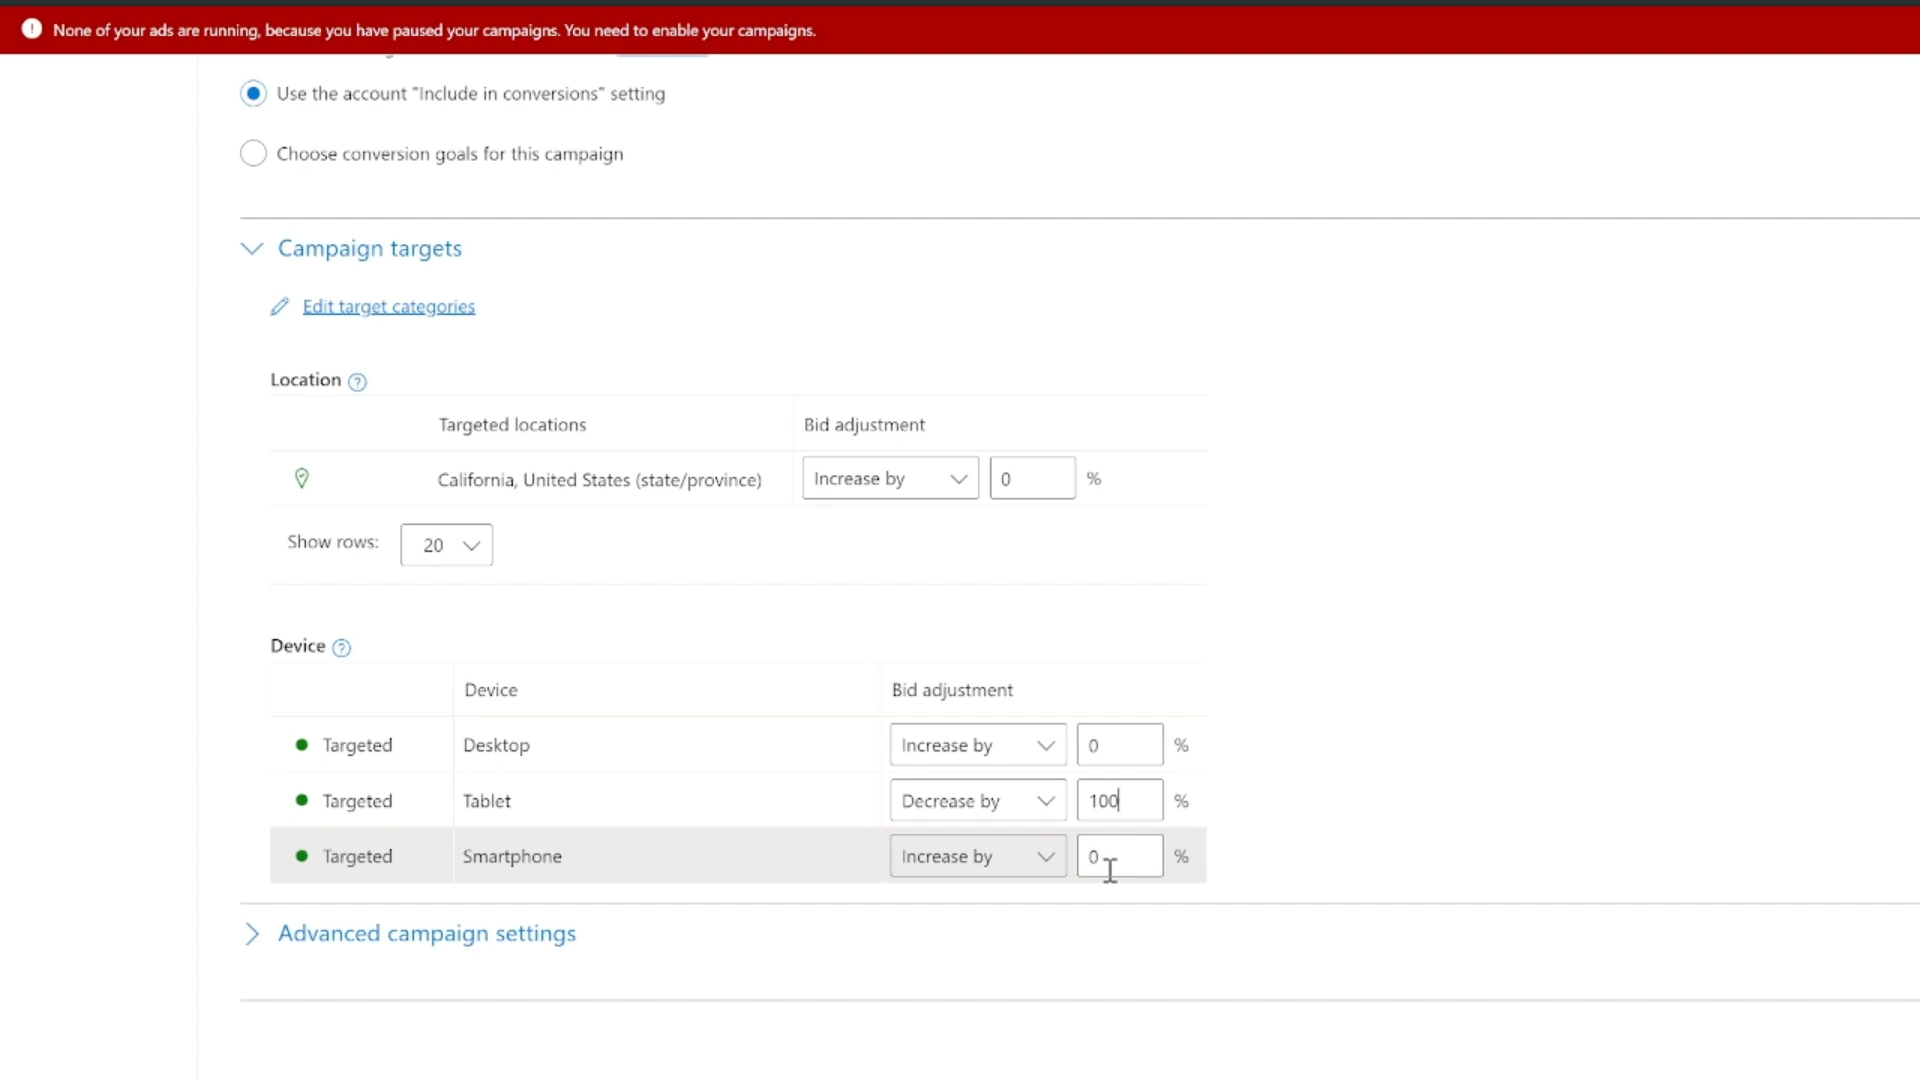 None of your ads are running, because you have paused your campaigns. You need to enable your campaigns.
Use the account "Include in conversions" setting
Choose conversion goals for this campaign
Campaign targets
Edit target categories
Location
Targeted locations Bid adjustment
California, United States (state/province) Increase by 0 %
Show rows: 20
Device
Device Bid adjustment
Targeted Desktop Increase by 0 %
Targeted Tablet Decrease by 100 %
Targeted Smartphone Increase by 0 %
Advanced campaign settings